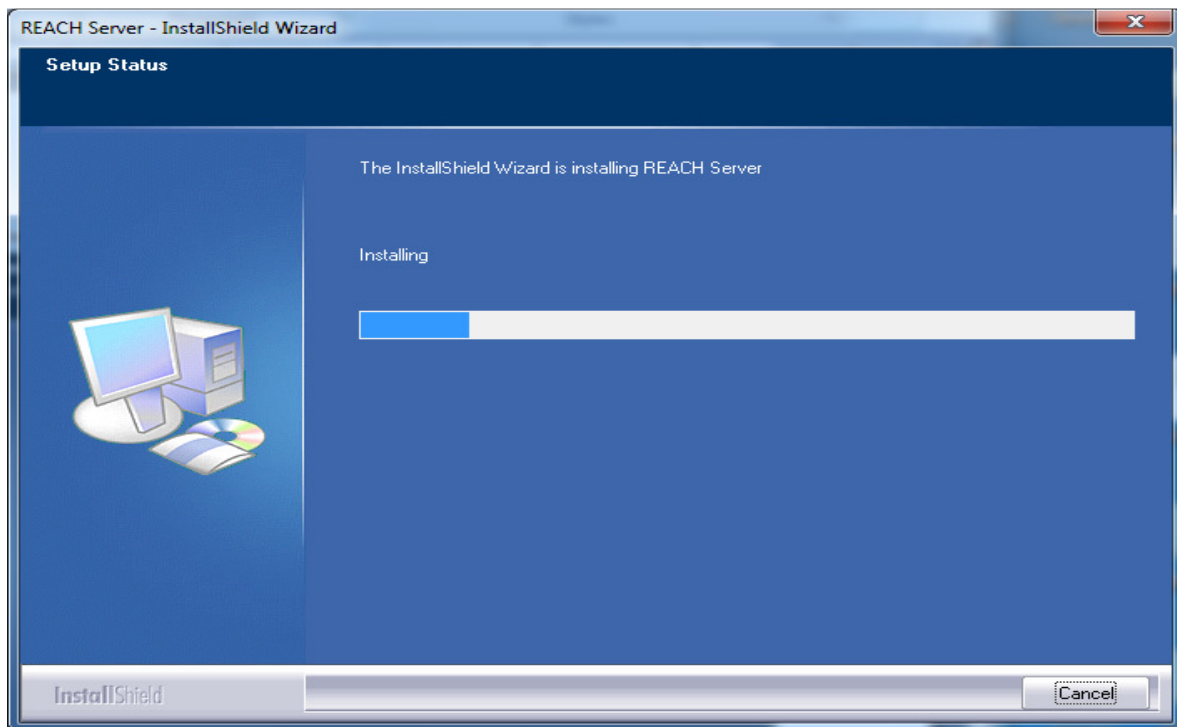 REACH Server - InstallShield Wizard
Setup Status
The InstallShield Wizard is installing REACH Server
Installing
InstallShield
Cancel